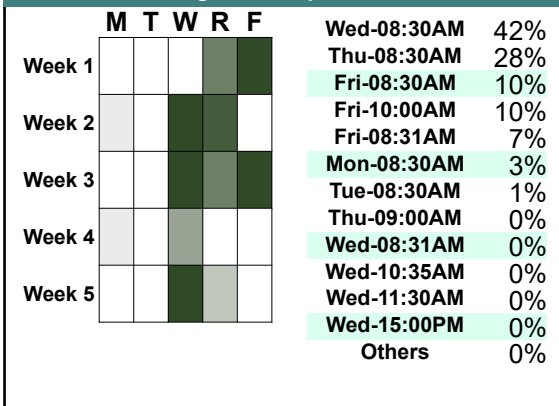 M T W R F
Week 1
Week 2
Week 3
Week 4
Week 5
Wed-08:30AM 42%
Thu-08:30AM 28%
Fri-08:30AM 10%
Fri-10:00AM 10%
Fri-08:31AM 7%
Mon-08:30AM 3%
Tue-08:30AM 1%
Thu-09:00AM 0%
Wed-08:31AM 0%
Wed-10:35AM 0%
Wed-11:30AM 0%
Wed-15:00PM 0%
Others 0%